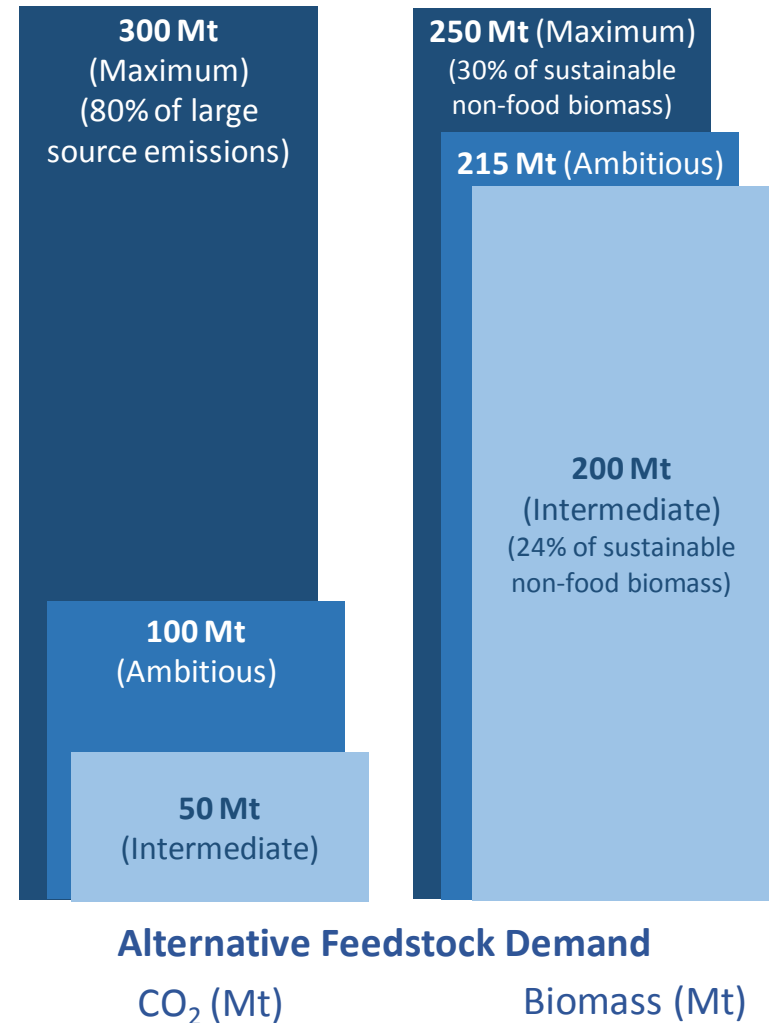 300 Mt
(Maximum)
(80% of large
source emissions)
100 Mt
(Ambitious)
50 Mt
(Intermediate)
250 Mt (Maximum)
(30% of sustainable
non-food biomass)
215 Mt (Ambitious)
200 Mt
(Intermediate)
(24% of sustainable
non-food biomass)
Alternative Feedstock Demand
CO₂ (Mt)
Biomass (Mt)